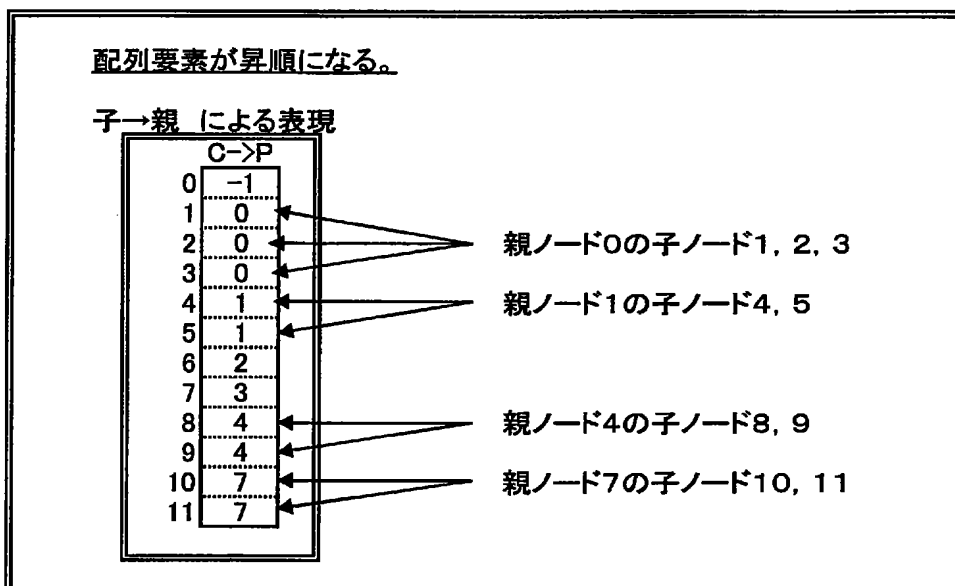 配列要素が昇順になる。
子→親 による表現
C->P
0 -1
1 0
2 0
3 0
4 1
5 1
6 2
7 3
8 4
9 4
10 7
11 7
親ノード0の子ノード1, 2, 3
親ノード1の子ノード4, 5
親ノード4の子ノード8, 9
親ノード7の子ノード10, 11